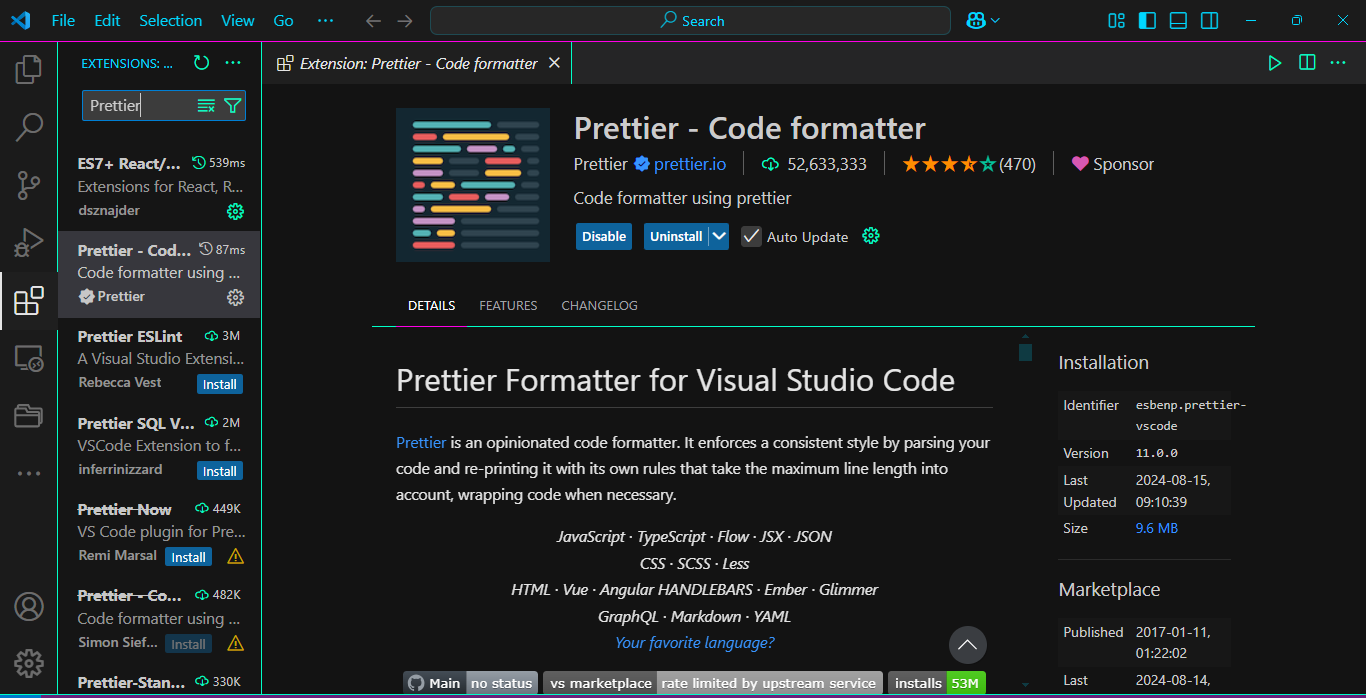 File Edit Selection View Go ··· Search
EXTENSIONS: ... ···
Extension: Prettier - Code formatter
Prettier
ES7+ React/... 539ms
Extensions for React, R...
dsznajder
Prettier - Cod... 87ms
Code formatter using ...
Prettier
Prettier ESLint 3M
A Visual Studio Extensi...
Rebecca Vest Install
Prettier SQL V... 2M
VSCode Extension to f...
inferrinizzard Install
Prettier Now 449K
VS Code plugin for Pre...
Remi Marsal Install
Prettier - Co... 482K
Code formatter using ...
Simon Sief... Install
Prettier-Stan... 330K
Prettier - Code formatter
Prettier prettier.io 52,633,333 (470) Sponsor
Code formatter using prettier
Disable Uninstall Auto Update
DETAILS FEATURES CHANGELOG
Prettier Formatter for Visual Studio Code
Prettier is an opinionated code formatter. It enforces a consistent style by parsing your
code and re-printing it with its own rules that take the maximum line length into
account, wrapping code when necessary.
JavaScript · TypeScript · Flow · JSX · JSON
CSS · SCSS · Less
HTML · Vue · Angular HANDLEBARS · Ember · Glimmer
GraphQL · Markdown · YAML
Your favorite language?
Main no status vs marketplace rate limited by upstream service installs 53M
Installation
Identifier esbenp.prettier-
vscode
Version 11.0.0
Last 2024-08-15,
Updated 09:10:39
Size 9.6 MB
Marketplace
Published 2017-01-11,
01:22:02
Last 2024-08-14,